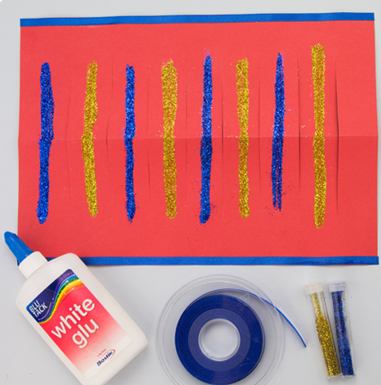 BLU
TACK
white
glu
Bostik